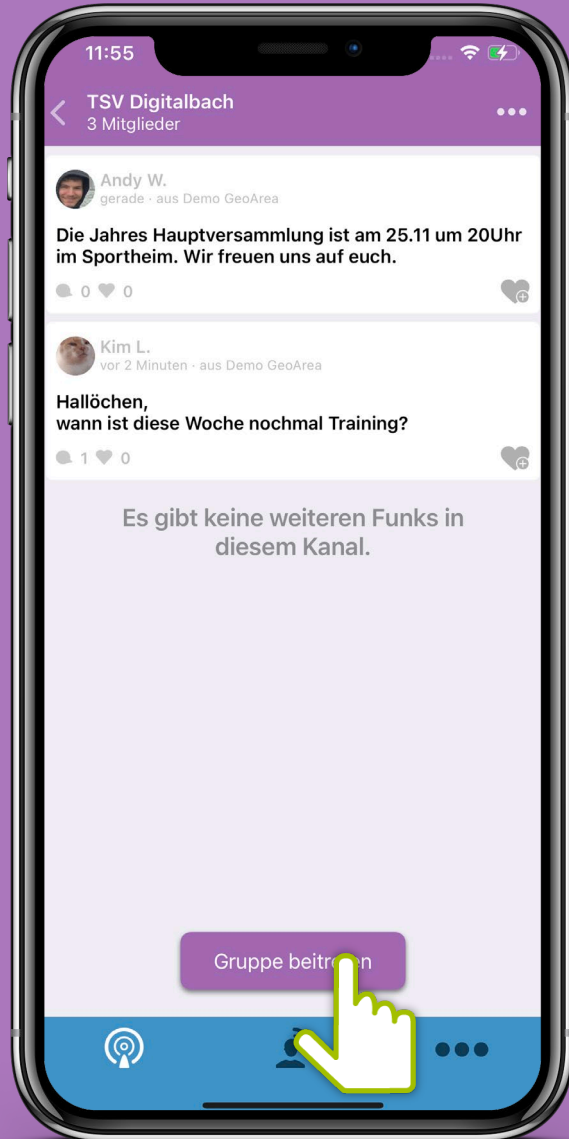 11:55
TSV Digitalbach
3 Mitglieder
Andy W.
gerade · aus Demo GeoArea
Die Jahres Hauptversammlung ist am 25.11 um 20Uhr
im Sportheim. Wir freuen uns auf euch.
0 0
Kim L.
vor 2 Minuten · aus Demo GeoArea
Hallöchen,
wann ist diese Woche nochmal Training?
1 0
Es gibt keine weiteren Funks in
diesem Kanal.
Gruppe beitreten